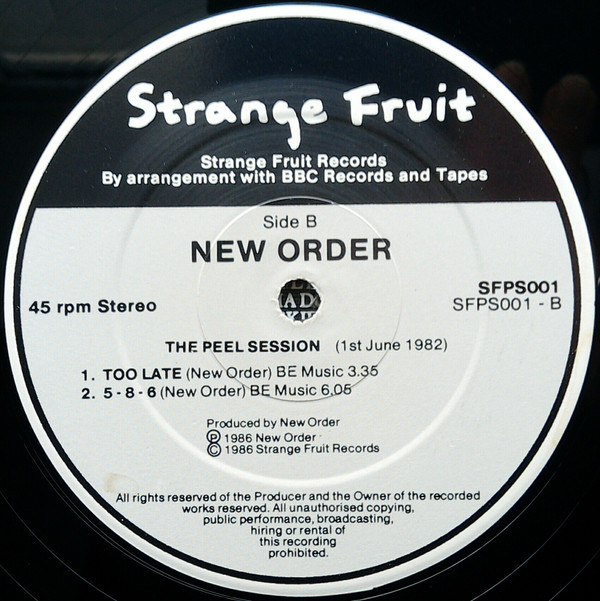 Strange Fruit
Strange Fruit Records
By arrangement with BBC Records and Tapes
Side B
NEW ORDER
45 rpm Stereo
SFPS001
SFPS001 - B
THE PEEL SESSION (1st June 1982)
1. TOO LATE (New Order) BE Music 3.35
2. 5 - 8 - 6 (New Order) BE Music 6.05
Produced by New Order
Ⓟ 1986 New Order
© 1986 Strange Fruit Records
All rights reserved of the Producer and the Owner of the recorded
works reserved. All unauthorised copying,
public performance, broadcasting,
hiring or rental of
this recording
prohibited.